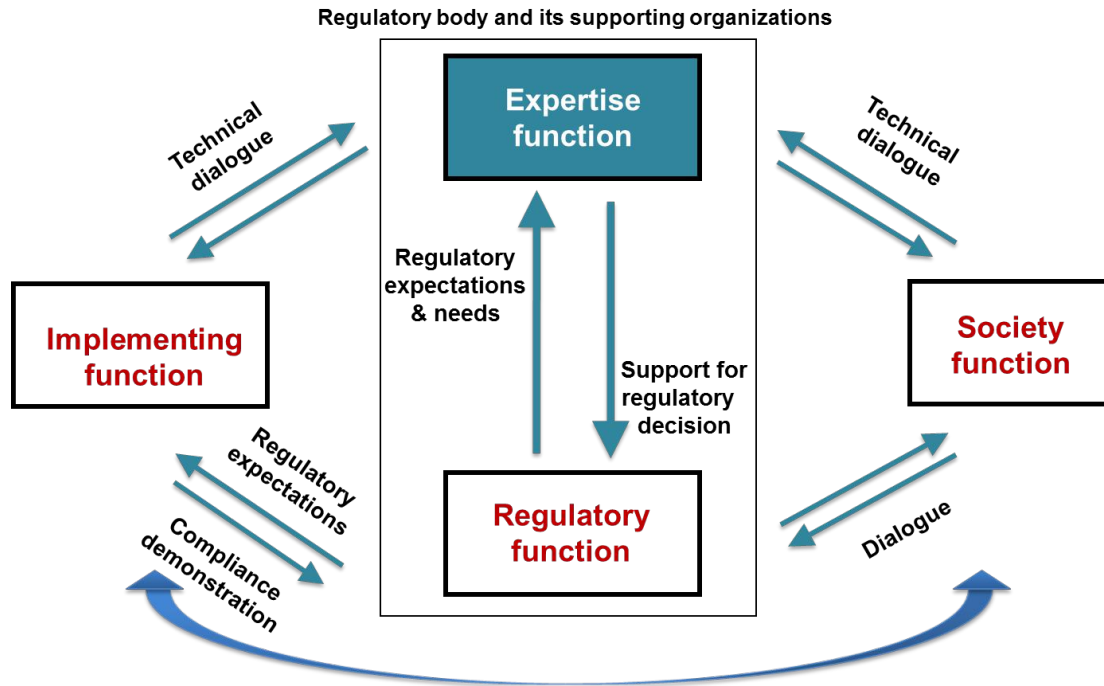 Regulatory body and its supporting organizations
Expertise
function
Technical
dialogue
Technical
dialogue
Regulatory
expectations
& needs
Implementing
function
Society
function
Support for
regulatory
decision
Regulatory
expectations
Compliance
demonstration
Regulatory
function
Dialogue